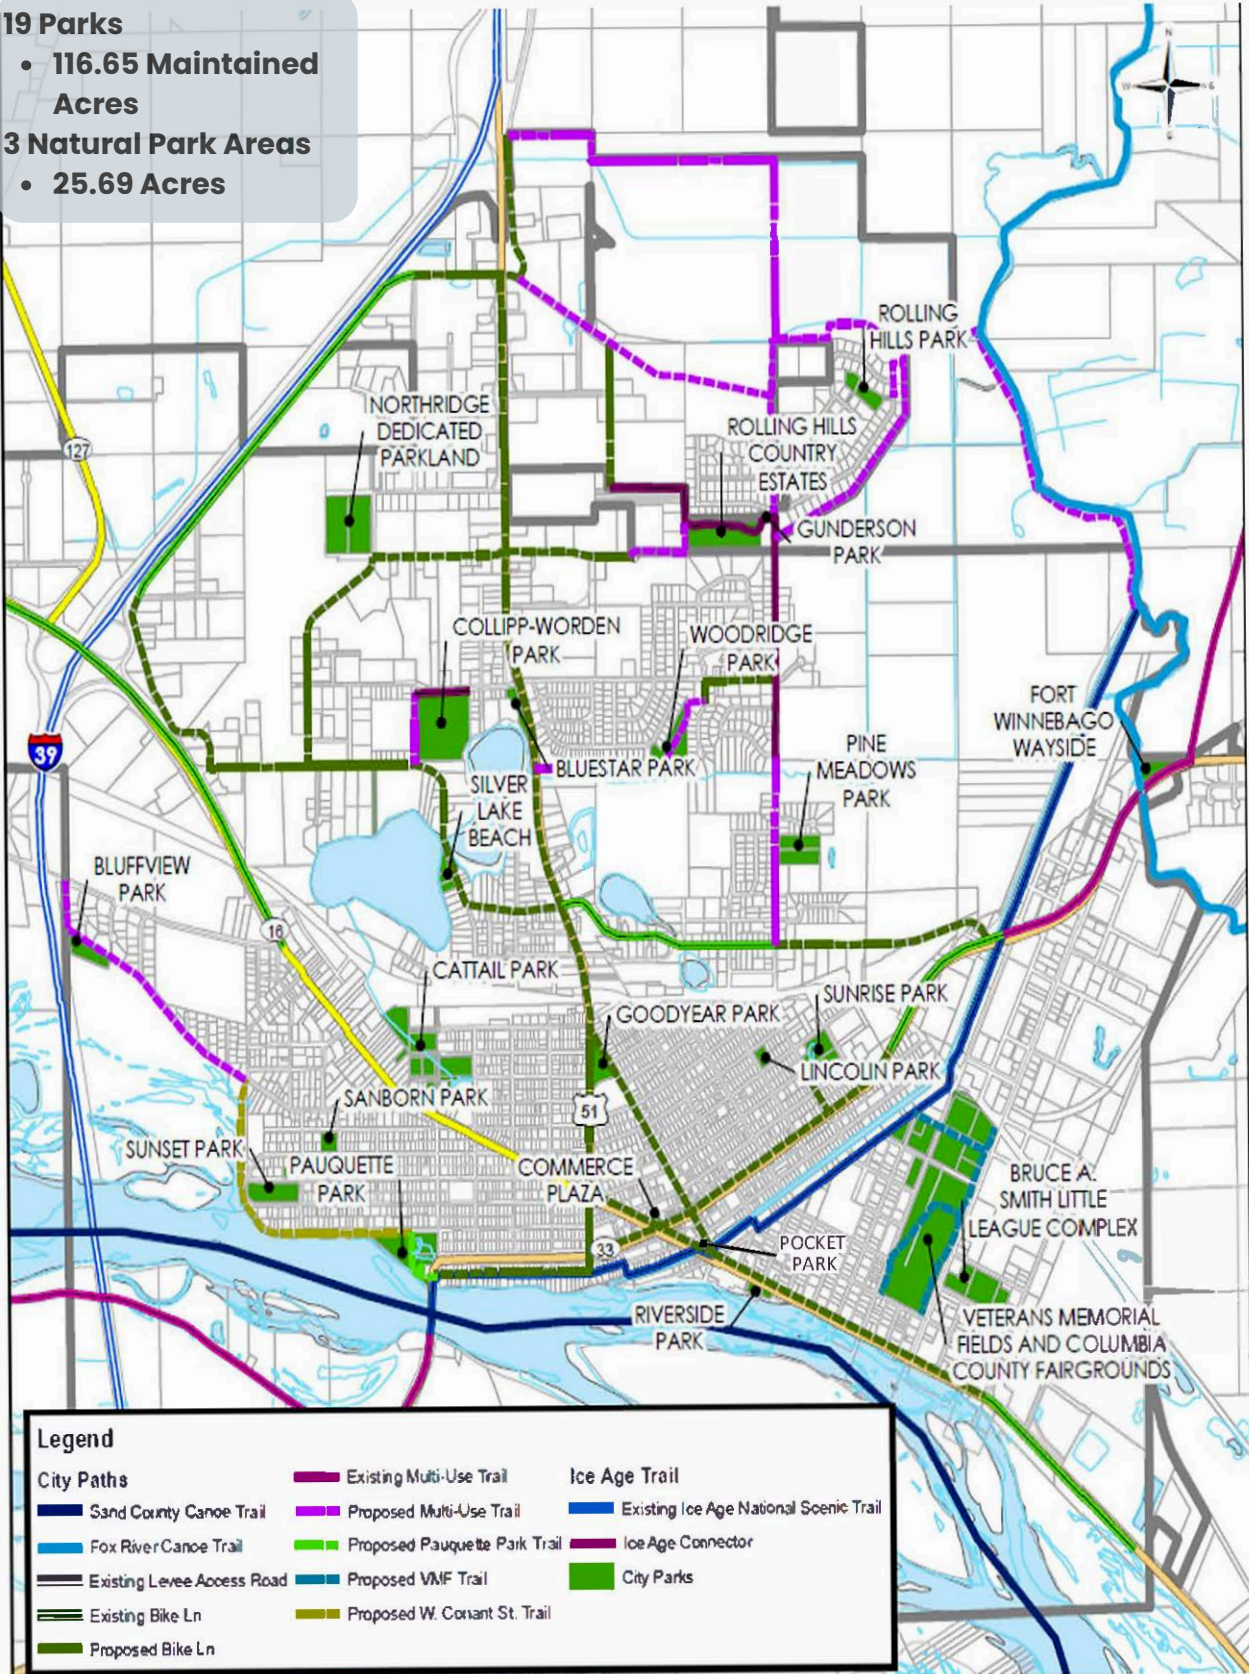 19 Parks
• 116.65 Maintained
Acres
3 Natural Park Areas
• 25.69 Acres
N
W
E
S
ROLLING
HILLS PARK
NORTHRIDGE
DEDICATED
PARKLAND
127
ROLLING HILLS
COUNTRY
ESTATES
GUNDERSON
PARK
COLLIPP-WORDEN
PARK
WOODRIDGE
PARK
FORT
WINNEBAGO
WAYSIDE
39
BLUESTAR PARK
PINE
MEADOWS
PARK
SILVER
LAKE
BEACH
BLUFFVIEW
PARK
16
CATTAIL PARK
SUNRISE PARK
GOODYEAR PARK
LINCOLN PARK
SANBORN PARK
51
SUNSET PARK
PAUQUETTE
PARK
COMMERCE
PLAZA
BRUCE A.
SMITH LITTLE
LEAGUE COMPLEX
33
POCKET
PARK
RIVERSIDE
PARK
VETERANS MEMORIAL
FIELDS AND COLUMBIA
COUNTY FAIRGROUNDS
Legend
City Paths
Sand County Canoe Trail
Fox River Canoe Trail
Existing Levee Access Road
Existing Bike Ln
Proposed Bike Ln
Existing Multi-Use Trail
Proposed Multi-Use Trail
Proposed Pauquette Park Trail
Proposed VMF Trail
Proposed W. Conant St. Trail
Ice Age Trail
Existing Ice Age National Scenic Trail
Ice Age Connector
City Parks